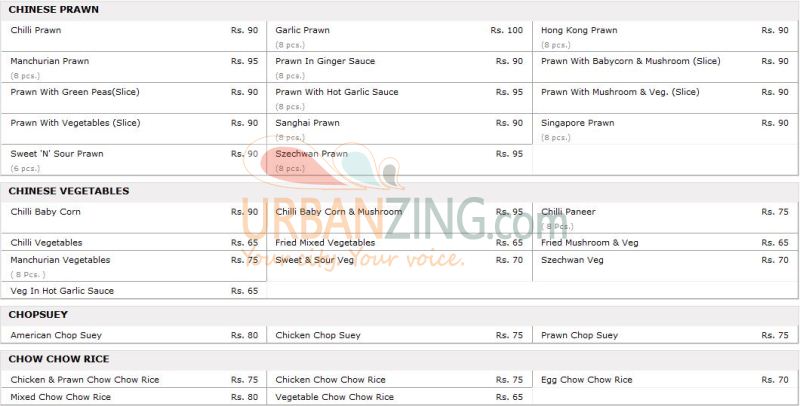 CHINESE PRAWN
Chilli Prawn Rs. 90 Garlic Prawn Rs. 100 Hong Kong Prawn Rs. 90
(8 pcs.) (8 pcs.)
Manchurian Prawn Rs. 95 Prawn In Ginger Sauce Rs. 90 Prawn With Babycorn & Mushroom (Slice) Rs. 90
(8 pcs.) (8 pcs.)
Prawn With Green Peas(Slice) Rs. 90 Prawn With Hot Garlic Sauce Rs. 95 Prawn With Mushroom & Veg. (Slice) Rs. 90
(8 pcs.)
Prawn With Vegetables (Slice) Rs. 90 Sanghai Prawn Rs. 90 Singapore Prawn Rs. 90
(8 pcs.) (8 pcs.)
Sweet 'N' Sour Prawn Rs. 90 Szechwan Prawn Rs. 95
(6 pcs.) (8 pcs.)
CHINESE VEGETABLES
Chilli Baby Corn Rs. 90 Chilli Baby Corn & Mushroom Rs. 95 Chilli Paneer Rs. 75
(8 Pcs. )
URBANZING.com
Chilli Vegetables Rs. 65 Fried Mixed Vegetables Rs. 65 Fried Mushroom & Veg Rs. 65
Manchurian Vegetables Rs. 75 Sweet & Sour Veg Rs. 70 Szechwan Veg Rs. 70
Your city. Your voice.
( 8 Pcs. )
Veg In Hot Garlic Sauce Rs. 65
CHOPSUEY
American Chop Suey Rs. 80 Chicken Chop Suey Rs. 75 Prawn Chop Suey Rs. 75
CHOW CHOW RICE
Chicken & Prawn Chow Chow Rice Rs. 75 Chicken Chow Chow Rice Rs. 75 Egg Chow Chow Rice Rs. 70
Mixed Chow Chow Rice Rs. 80 Vegetable Chow Chow Rice Rs. 65